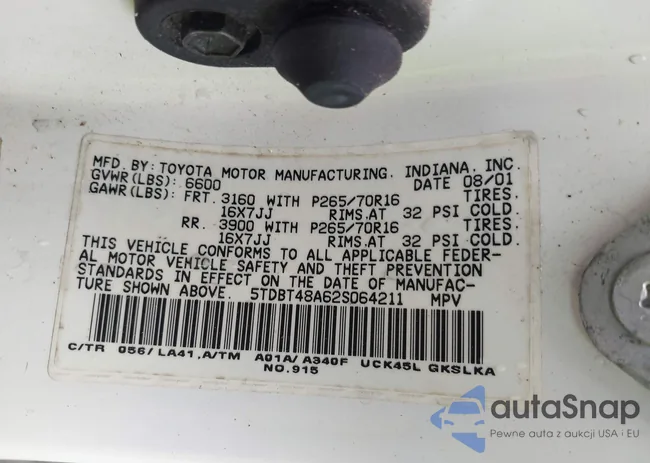 MFD. BY: TOYOTA MOTOR MANUFACTURING, INDIANA, INC.
GVWR(LBS): 6600 DATE 08/01
GAWR(LBS): FRT. 3160 WITH P265/70R16 TIRES.
16X7JJ RIMS.AT 32 PSI COLD.
RR. 3900 WITH P265/70R16 TIRES.
16X7JJ RIMS.AT 32 PSI COLD.
THIS VEHICLE CONFORMS TO ALL APPLICABLE FEDER-
AL MOTOR VEHICLE SAFETY AND THEFT PREVENTION
STANDARDS IN EFFECT ON THE DATE OF MANUFAC-
TURE SHOWN ABOVE. 5TDBT48A62S064211 MPV
C/TR 056/LA41,A/TM A01A/A340F UCK45L GKSLKA
NO.915
autaSnap
Pewne auta z aukcji USA i EU